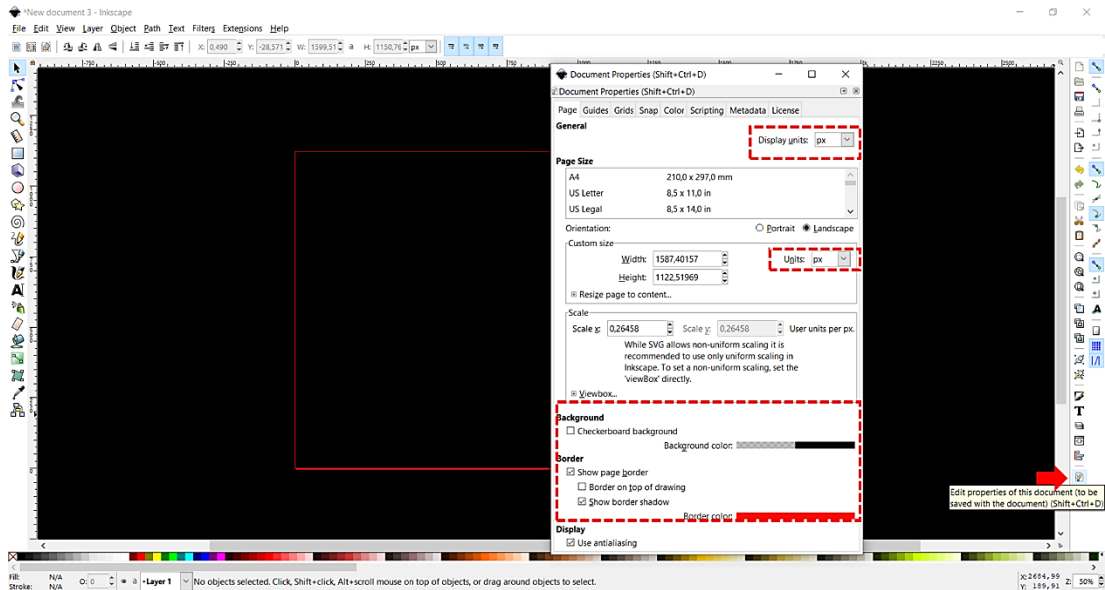 *New document 3 - Inkscape
File Edit View Layer Object Path Text Filters Extensions Help
X: 0,490 Y: -28,571 W: 1599,51 H: 1150,76 px
Document Properties (Shift+Ctrl+D)
Document Properties (Shift+Ctrl+D)
Page Guides Grids Snap Color Scripting Metadata License
General
Display units: px
Page Size
A4 210,0 x 297,0 mm
US Letter 8,5 x 11,0 in
US Legal 8,5 x 14,0 in
Orientation: Portrait Landscape
Custom size
Width: 1587,40157 Units: px
Height: 1122,51969
Resize page to content...
Scale
Scale x: 0,26458 Scale y: 0,26458 User units per px.
While SVG allows non-uniform scaling it is
recommended to use only uniform scaling in
Inkscape. To set a non-uniform scaling, set the
'viewBox' directly.
Viewbox...
Background
Checkerboard background
Background color:
Border
Show page border
Border on top of drawing
Show border shadow
Border color:
Display
Use antialiasing
Edit properties of this document (to be
saved with the document) (Shift+Ctrl+D)
Fill: N/A
Stroke: N/A
O: 0
•Layer 1
No objects selected. Click, Shift+click, Alt+scroll mouse on top of objects, or drag around objects to select.
X: 2684,99
Y: 189,91
Z: 50%